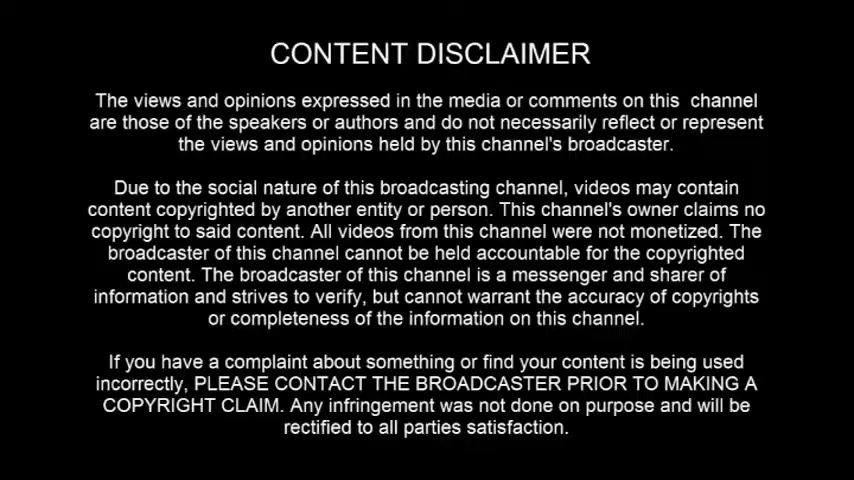 CONTENT DISCLAIMER
The views and opinions expressed in the media or comments on this channel
are those of the speakers or authors and do not necessarily reflect or represent
the views and opinions held by this channel's broadcaster.
Due to the social nature of this broadcasting channel, videos may contain
content copyrighted by another entity or person. This channel's owner claims no
copyright to said content. All videos from this channel were not monetized. The
broadcaster of this channel cannot be held accountable for the copyrighted
content. The broadcaster of this channel is a messenger and sharer of
information and strives to verify, but cannot warrant the accuracy of copyrights
or completeness of the information on this channel.
If you have a complaint about something or find your content is being used
incorrectly, PLEASE CONTACT THE BROADCASTER PRIOR TO MAKING A
COPYRIGHT CLAIM. Any infringement was not done on purpose and will be
rectified to all parties satisfaction.